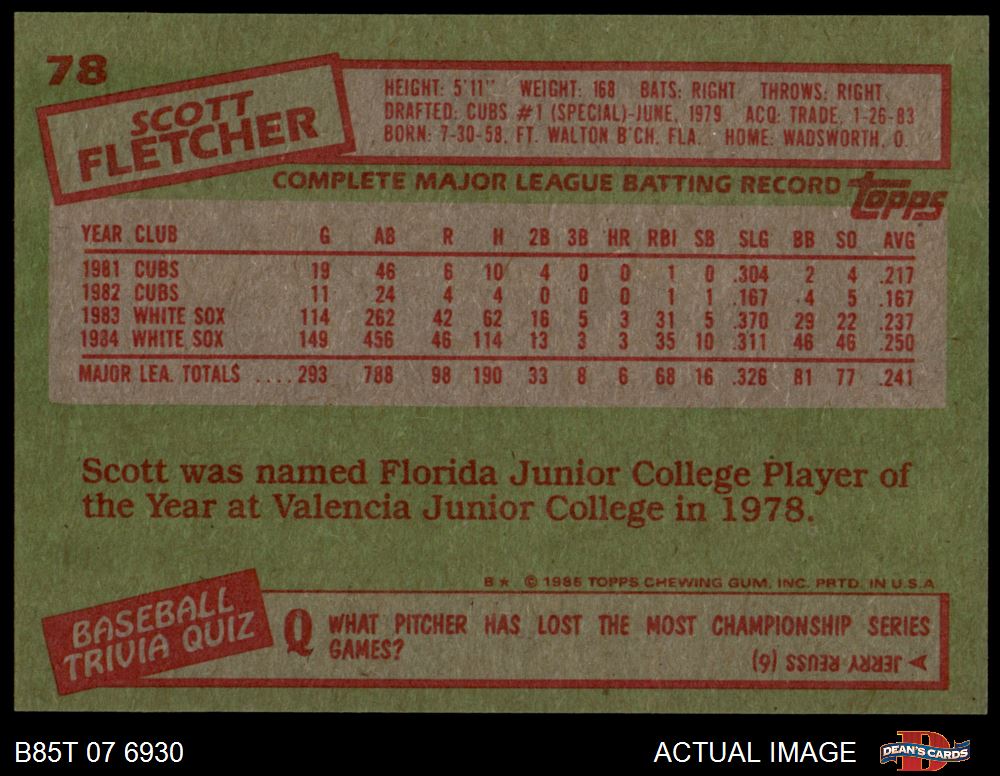 78
SCOTT
FLETCHER
HEIGHT: 5'11" WEIGHT: 168 BATS: RIGHT THROWS: RIGHT
DRAFTED: CUBS #1 (SPECIAL)-JUNE, 1979 ACQ: TRADE, 1-26-83
BORN: 7-30-58, FT. WALTON B'CH, FLA. HOME: WADSWORTH, O.
COMPLETE MAJOR LEAGUE BATTING RECORD topps
YEAR CLUB G AB R H 2B 3B HR RBI SB SLG BB SO AVG
1981 CUBS 19 46 6 10 4 0 0 1 0 .304 2 4 .217
1982 CUBS 11 24 4 4 0 0 0 1 1 .167 4 5 .167
1983 WHITE SOX 114 262 42 62 16 5 3 31 5 .370 29 22 .237
1984 WHITE SOX 149 456 46 114 13 3 3 35 10 .311 46 46 .250
MAJOR LEA. TOTALS .... 293 788 98 190 33 8 6 68 16 .326 81 77 .241
Scott was named Florida Junior College Player of
the Year at Valencia Junior College in 1978.
B* © 1985 TOPPS CHEWING GUM, INC. PRTD. IN U.S.A.
BASEBALL
TRIVIA QUIZ
Q WHAT PITCHER HAS LOST THE MOST CHAMPIONSHIP SERIES
GAMES?
A JERRY REUSS (6)
B85T 07 6930
ACTUAL IMAGE
D
DEAN'S CARDS